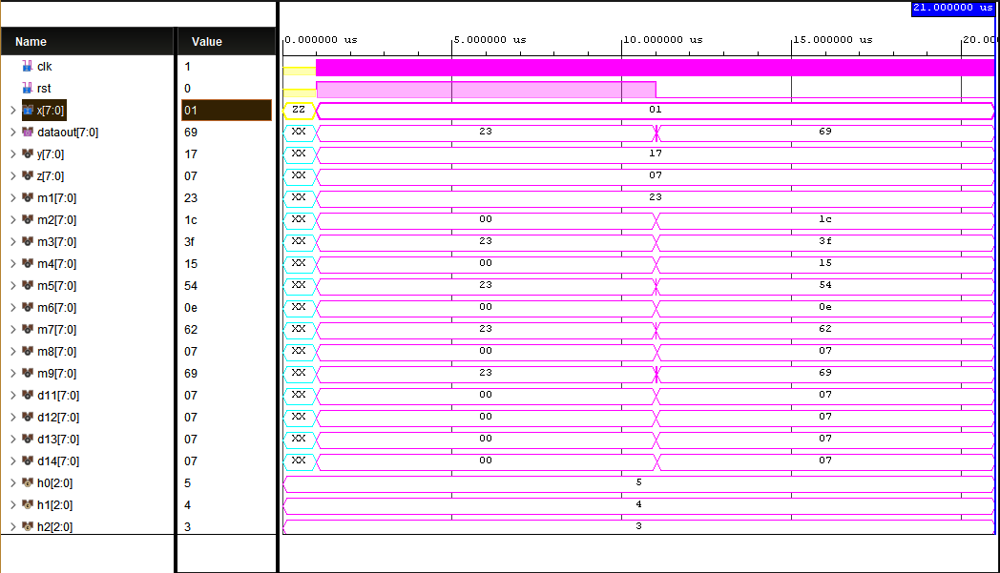 21.000000 us
Name Value 0.000000 us 5.000000 us 10.000000 us 15.000000 us 20.00
clk 1
rst 0
x[7:0] 01 ZZ 01
dataout[7:0] 69 XX 23 69
y[7:0] 17 XX 17
z[7:0] 07 XX 07
m1[7:0] 23 XX 23
m2[7:0] 1c XX 00 1c
m3[7:0] 3f XX 23 3f
m4[7:0] 15 XX 00 15
m5[7:0] 54 XX 23 54
m6[7:0] 0e XX 00 0e
m7[7:0] 62 XX 23 62
m8[7:0] 07 XX 00 07
m9[7:0] 69 XX 23 69
d11[7:0] 07 XX 00 07
d12[7:0] 07 XX 00 07
d13[7:0] 07 XX 00 07
d14[7:0] 07 XX 00 07
h0[2:0] 5 5
h1[2:0] 4 4
h2[2:0] 3 3